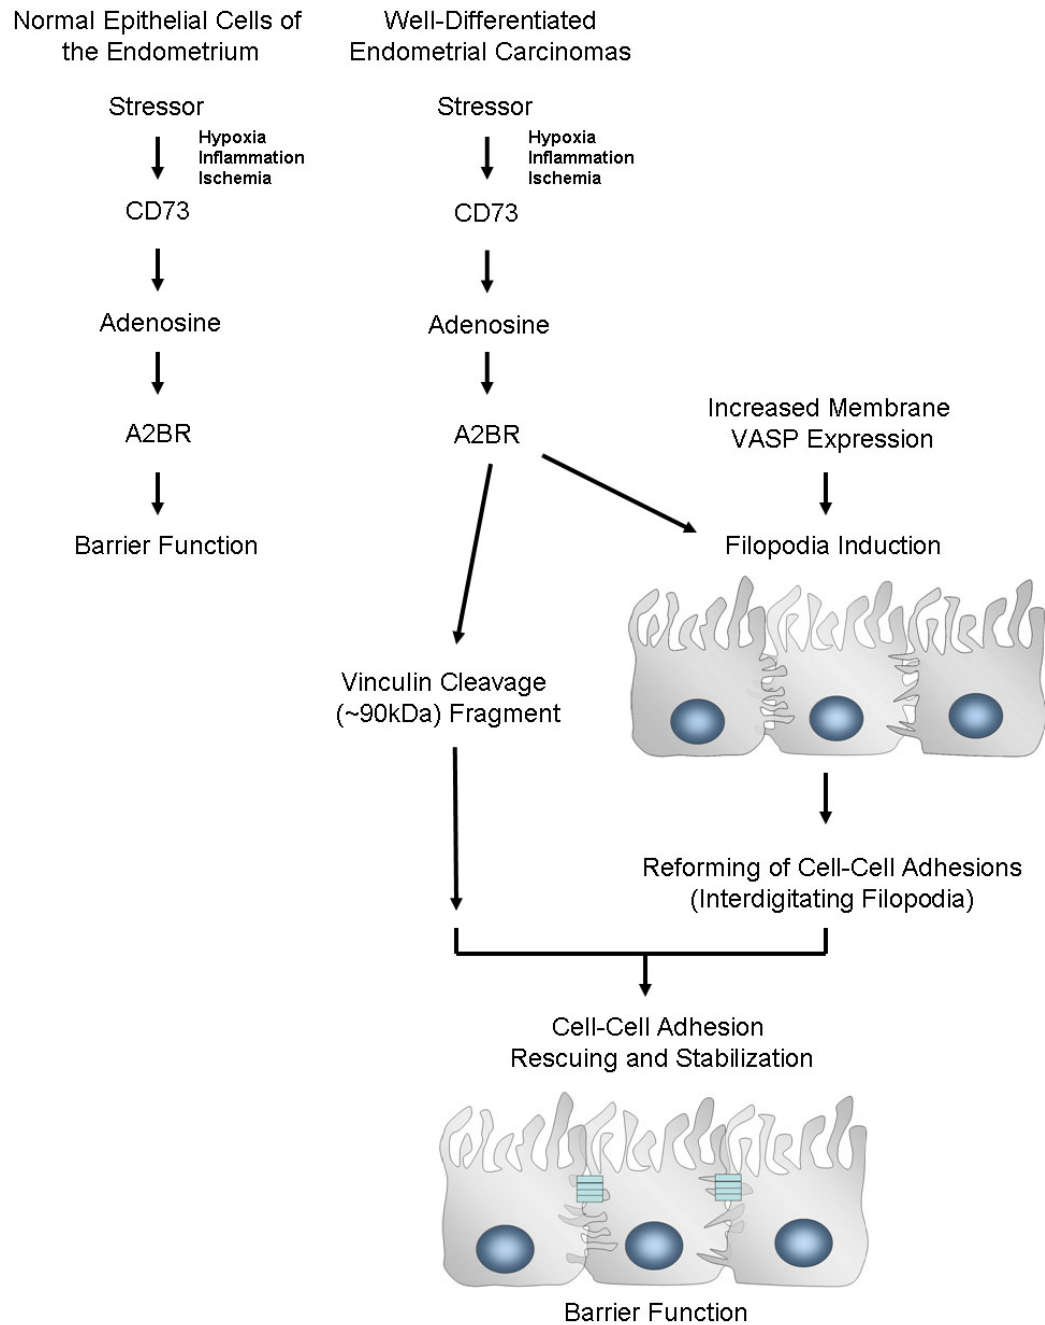 Normal Epithelial Cells of
the Endometrium
Stressor
Hypoxia
Inflammation
Ischemia
CD73
Adenosine
A2BR
Barrier Function
Well-Differentiated
Endometrial Carcinomas
Stressor
Hypoxia
Inflammation
Ischemia
CD73
Adenosine
A2BR
Increased Membrane
VASP Expression
Filopodia Induction
Vinculin Cleavage
(~90kDa) Fragment
Reforming of Cell-Cell Adhesions
(Interdigitating Filopodia)
Cell-Cell Adhesion
Rescuing and Stabilization
Barrier Function